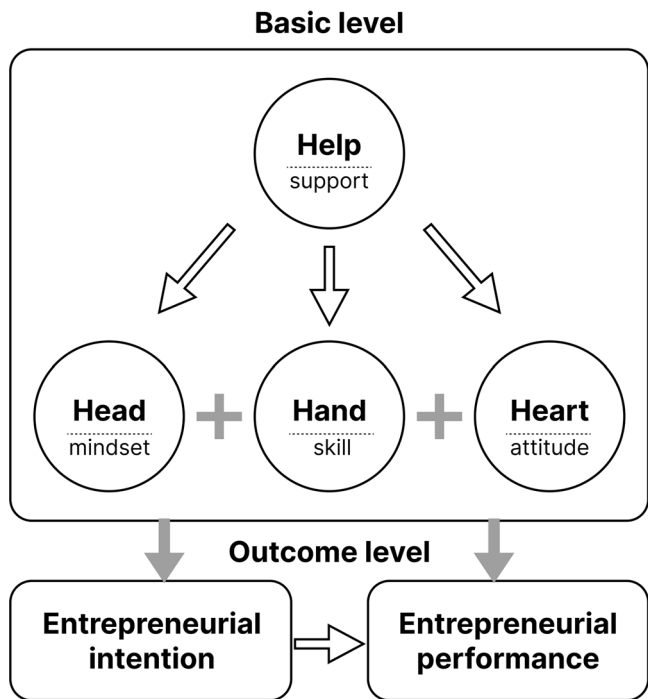 Basic level
Help
support
Head
mindset
Hand
skill
Heart
attitude
Outcome level
Entrepreneurial
intention
Entrepreneurial
performance